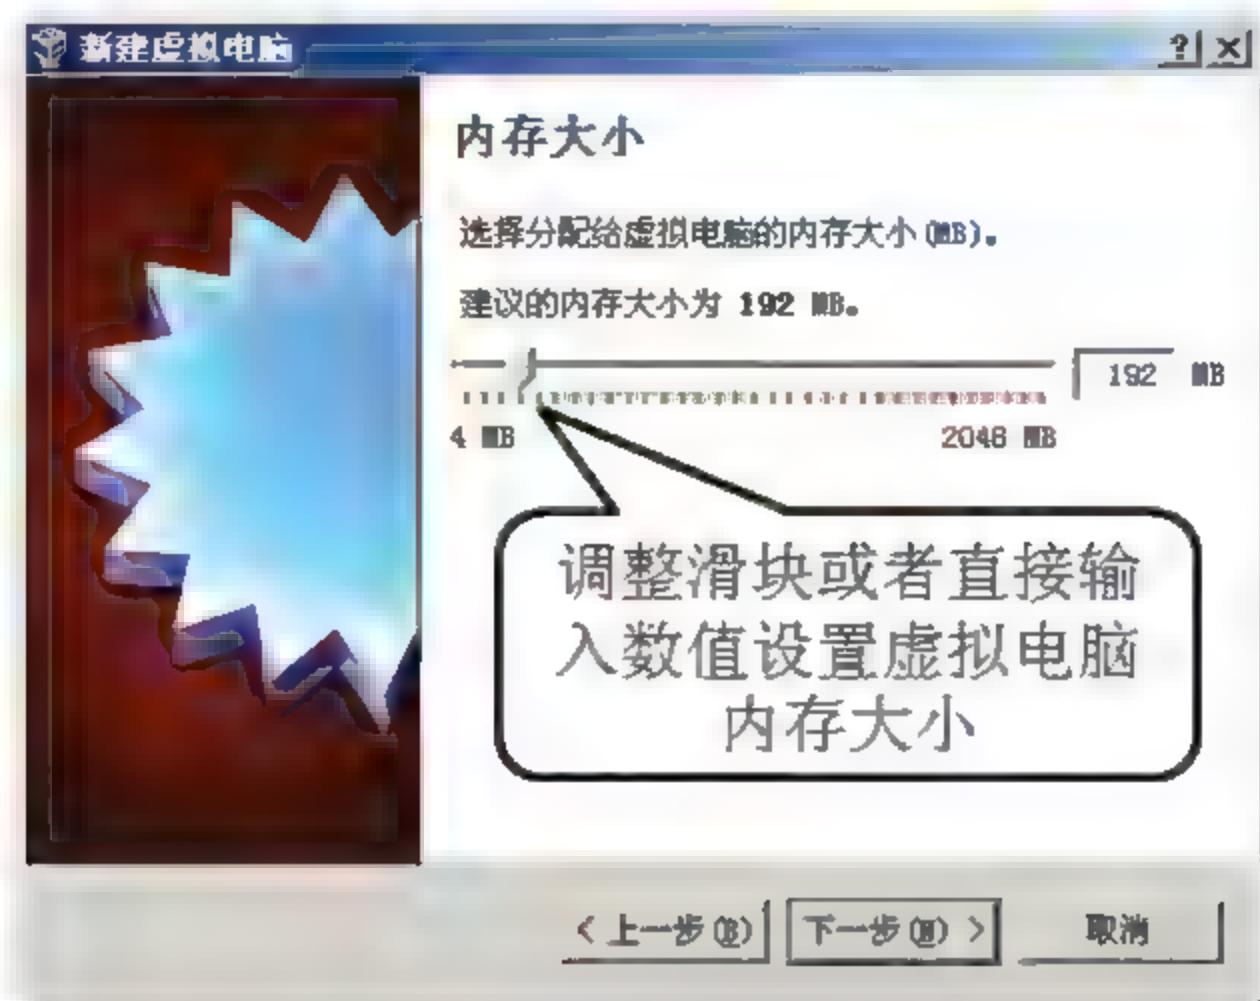 新建虚拟电脑
内存大小
选择分配给虚拟电脑的内存大小(MB)。
建议的内存大小为 192 MB。
192 MB
4 MB
2048 MB
调整滑块或者直接输
入数值设置虚拟电脑
内存大小
< 上一步(B)
下一步(N) >
取消